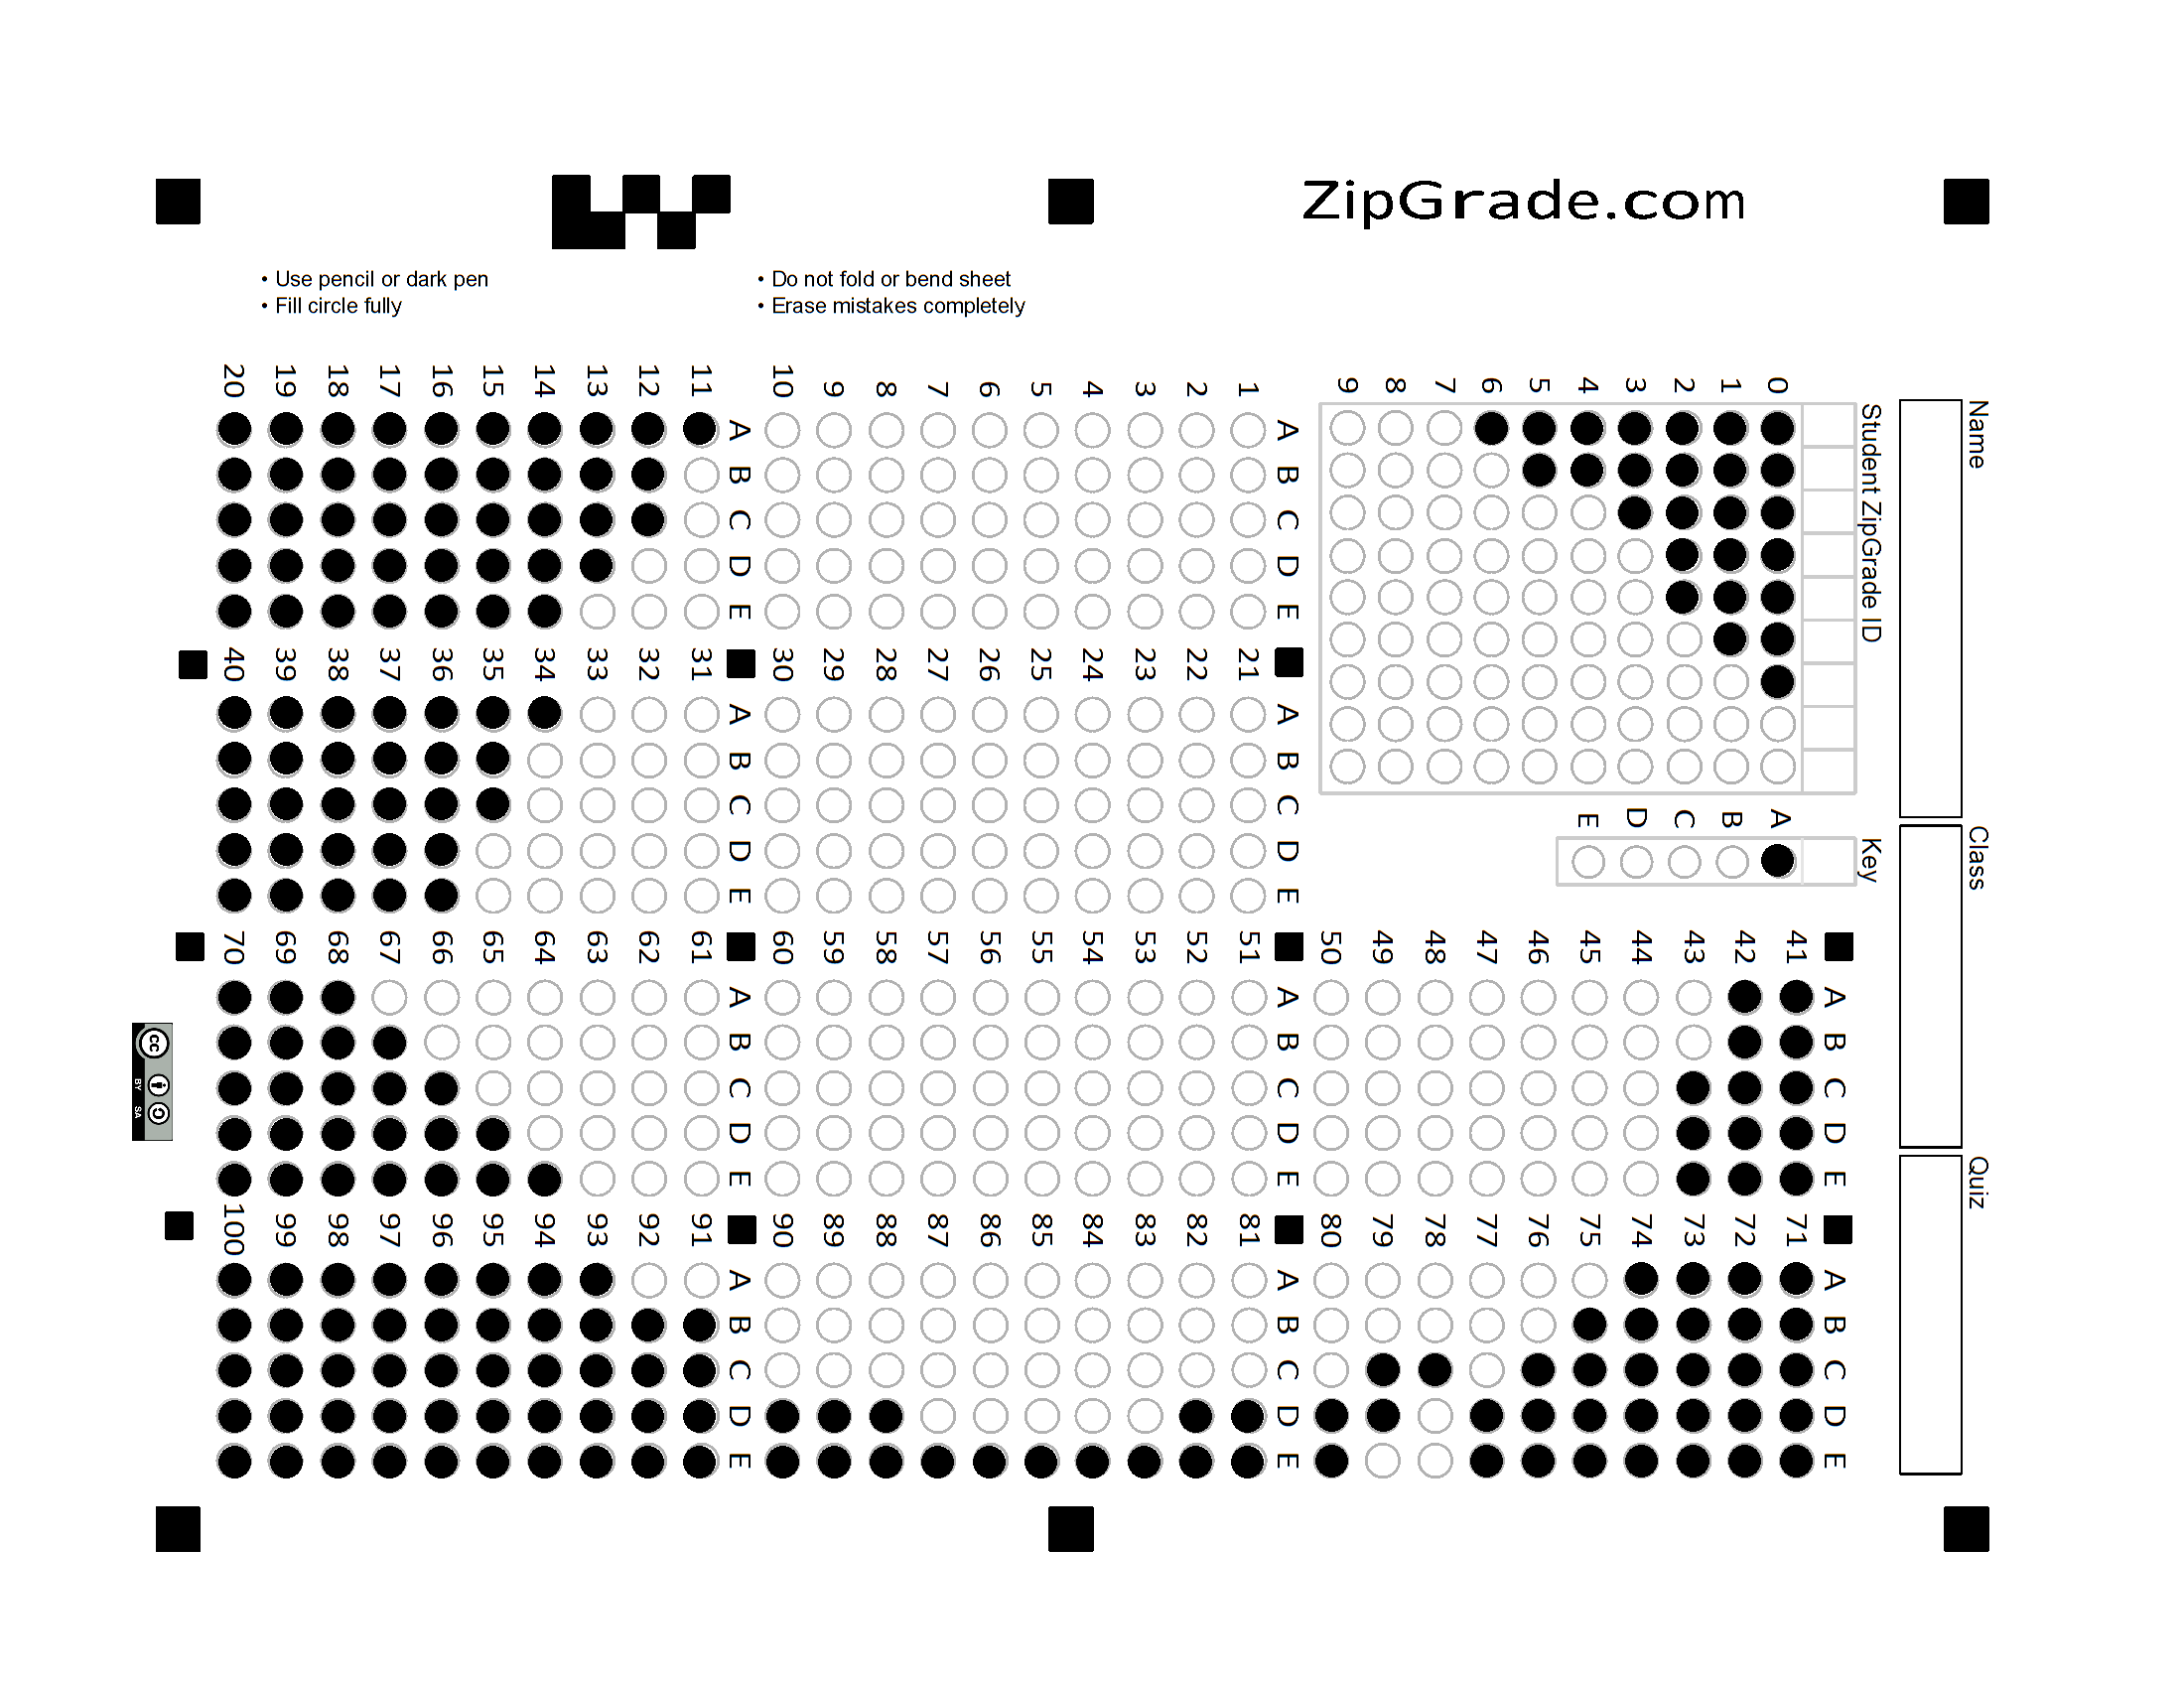 ZipGrade.com
• Use pencil or dark pen
• Fill circle fully
• Do not fold or bend sheet
• Erase mistakes completely
Name
Class
Quiz
Student ZipGrade ID
0 1 2 3 4 5 6 7 8 9
Key
A B C D E
1 2 3 4 5 6 7 8 9 10
A B C D E
11 12 13 14 15 16 17 18 19 20
A B C D E
21 22 23 24 25 26 27 28 29 30
A B C D E
31 32 33 34 35 36 37 38 39 40
A B C D E
41 42 43 44 45 46 47 48 49 50
A B C D E
51 52 53 54 55 56 57 58 59 60
A B C D E
61 62 63 64 65 66 67 68 69 70
A B C D E
71 72 73 74 75 76 77 78 79 80
A B C D E
81 82 83 84 85 86 87 88 89 90
A B C D E
91 92 93 94 95 96 97 98 99 100
A B C D E
cc
BY SA